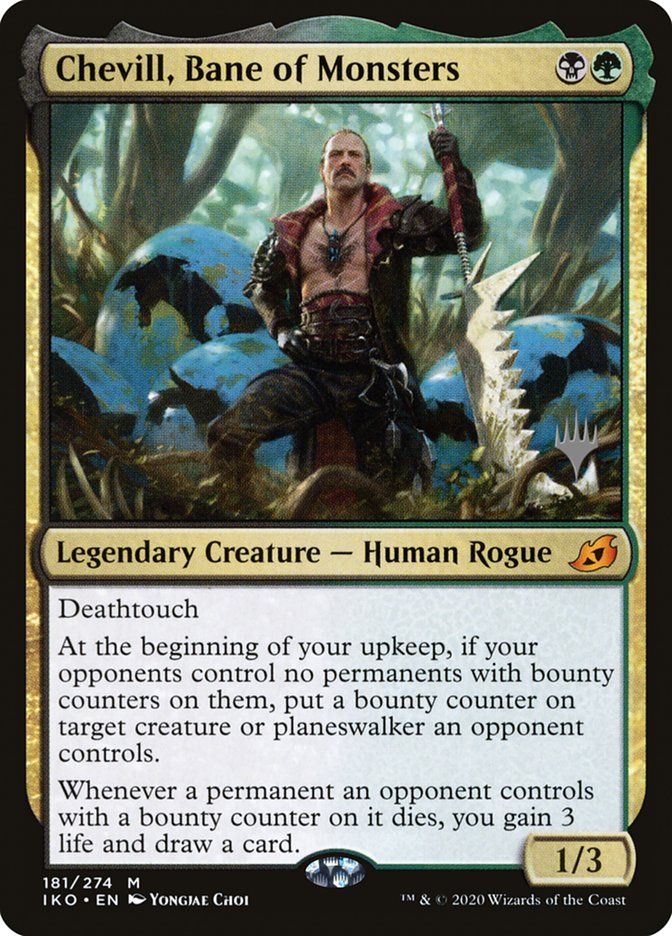 Chevill, Bane of Monsters
Legendary Creature — Human Rogue
Deathtouch
At the beginning of your upkeep, if your
opponents control no permanents with bounty
counters on them, put a bounty counter on
target creature or planeswalker an opponent
controls.
Whenever a permanent an opponent controls
with a bounty counter on it dies, you gain 3
life and draw a card.
1/3
181/274 M
IKO • EN Yongjae Choi
™ & © 2020 Wizards of the Coast